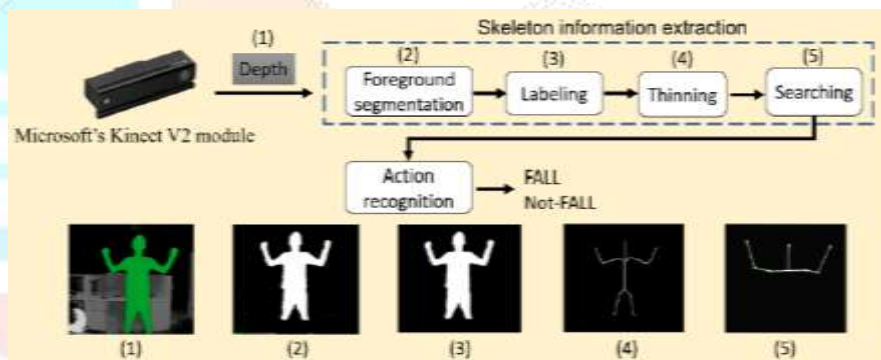 Skeleton information extraction
(1)
Depth
(2)
Foreground
segmentation
(3)
Labeling
(4)
Thinning
(5)
Searching
Microsoft's Kinect V2 module
Action
recognition
FALL
Not-FALL
(1)
(2)
(3)
(4)
(5)